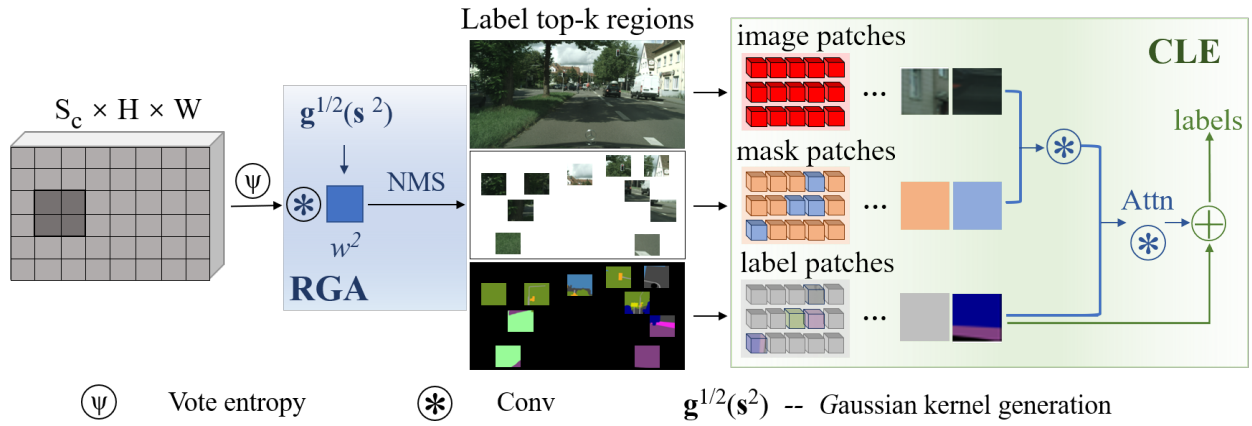 Label top-k regions
S_c × H × W
g^{1/2}(s^2)
ψ
NMS
w^2
RGA
image patches
...
mask patches
...
label patches
...
CLE
labels
Attn
ψ Vote entropy
Conv
g^{1/2}(s^2) -- Gaussian kernel generation